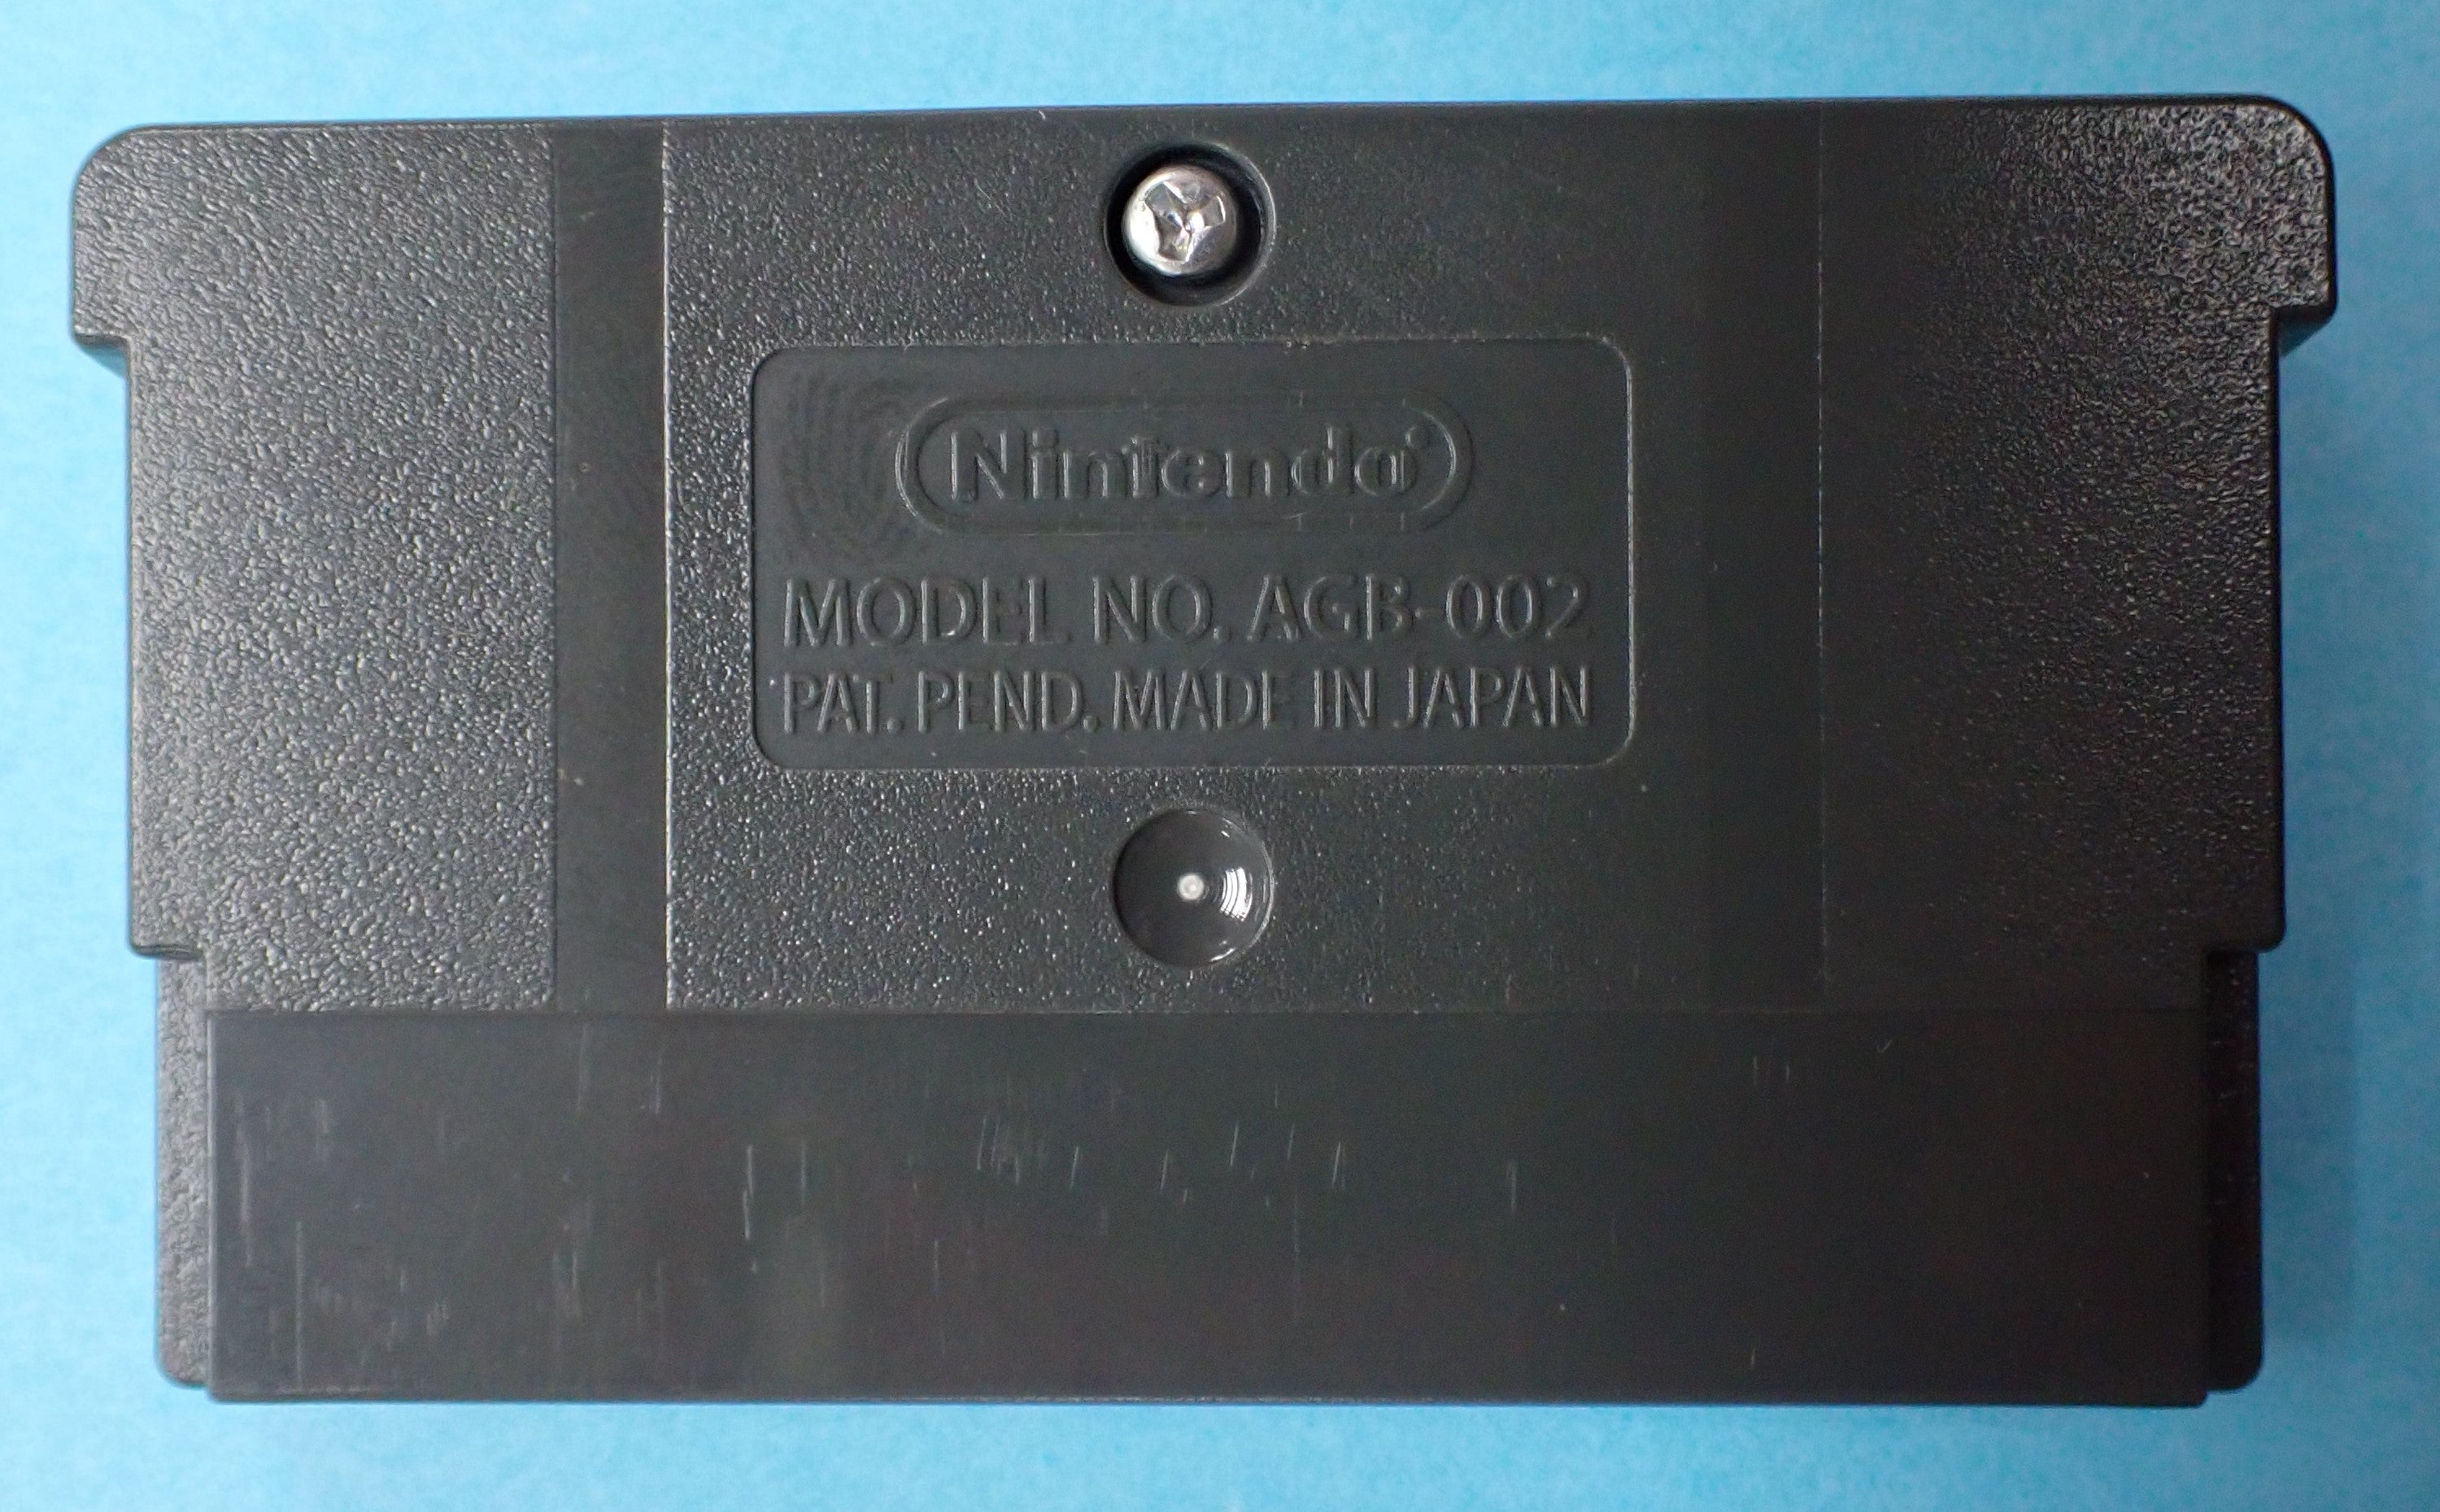 Nintendo
MODEL NO. AGB-002
PAT. PEND. MADE IN JAPAN